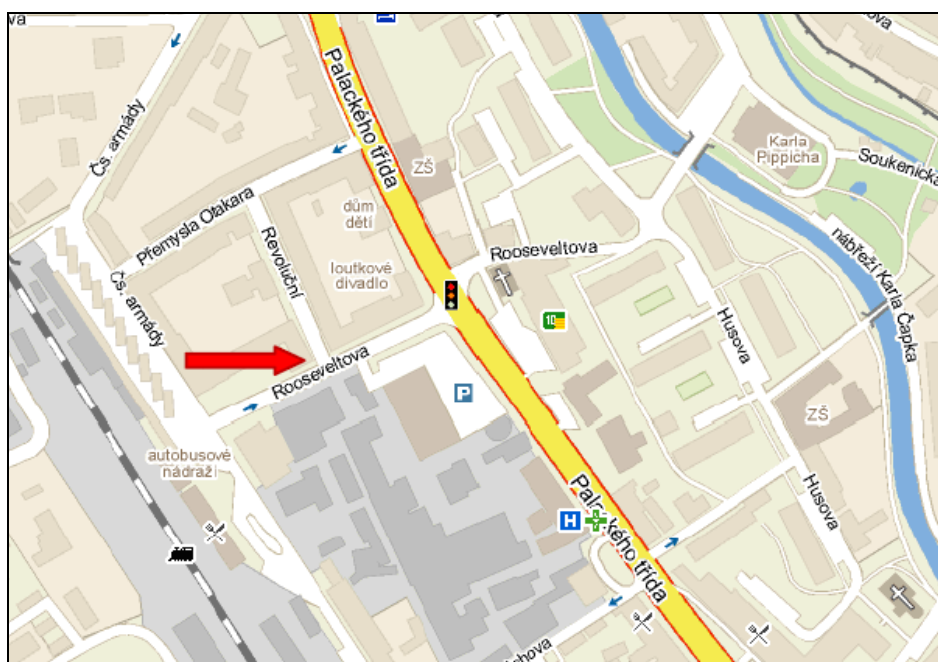 va
Palackého třída
Čs. armády
ZŠ
Karla
Pippicha
Soukenická
Přemysla Otakara
dům
dětí
Revoluční
Rooseveltova
loutkové
divadlo
nábřeží Karla Čapka
Čs. armády
10
Husova
Rooseveltova
P
ZŠ
autobusové
nádraží
Palackého třída
Husova
H